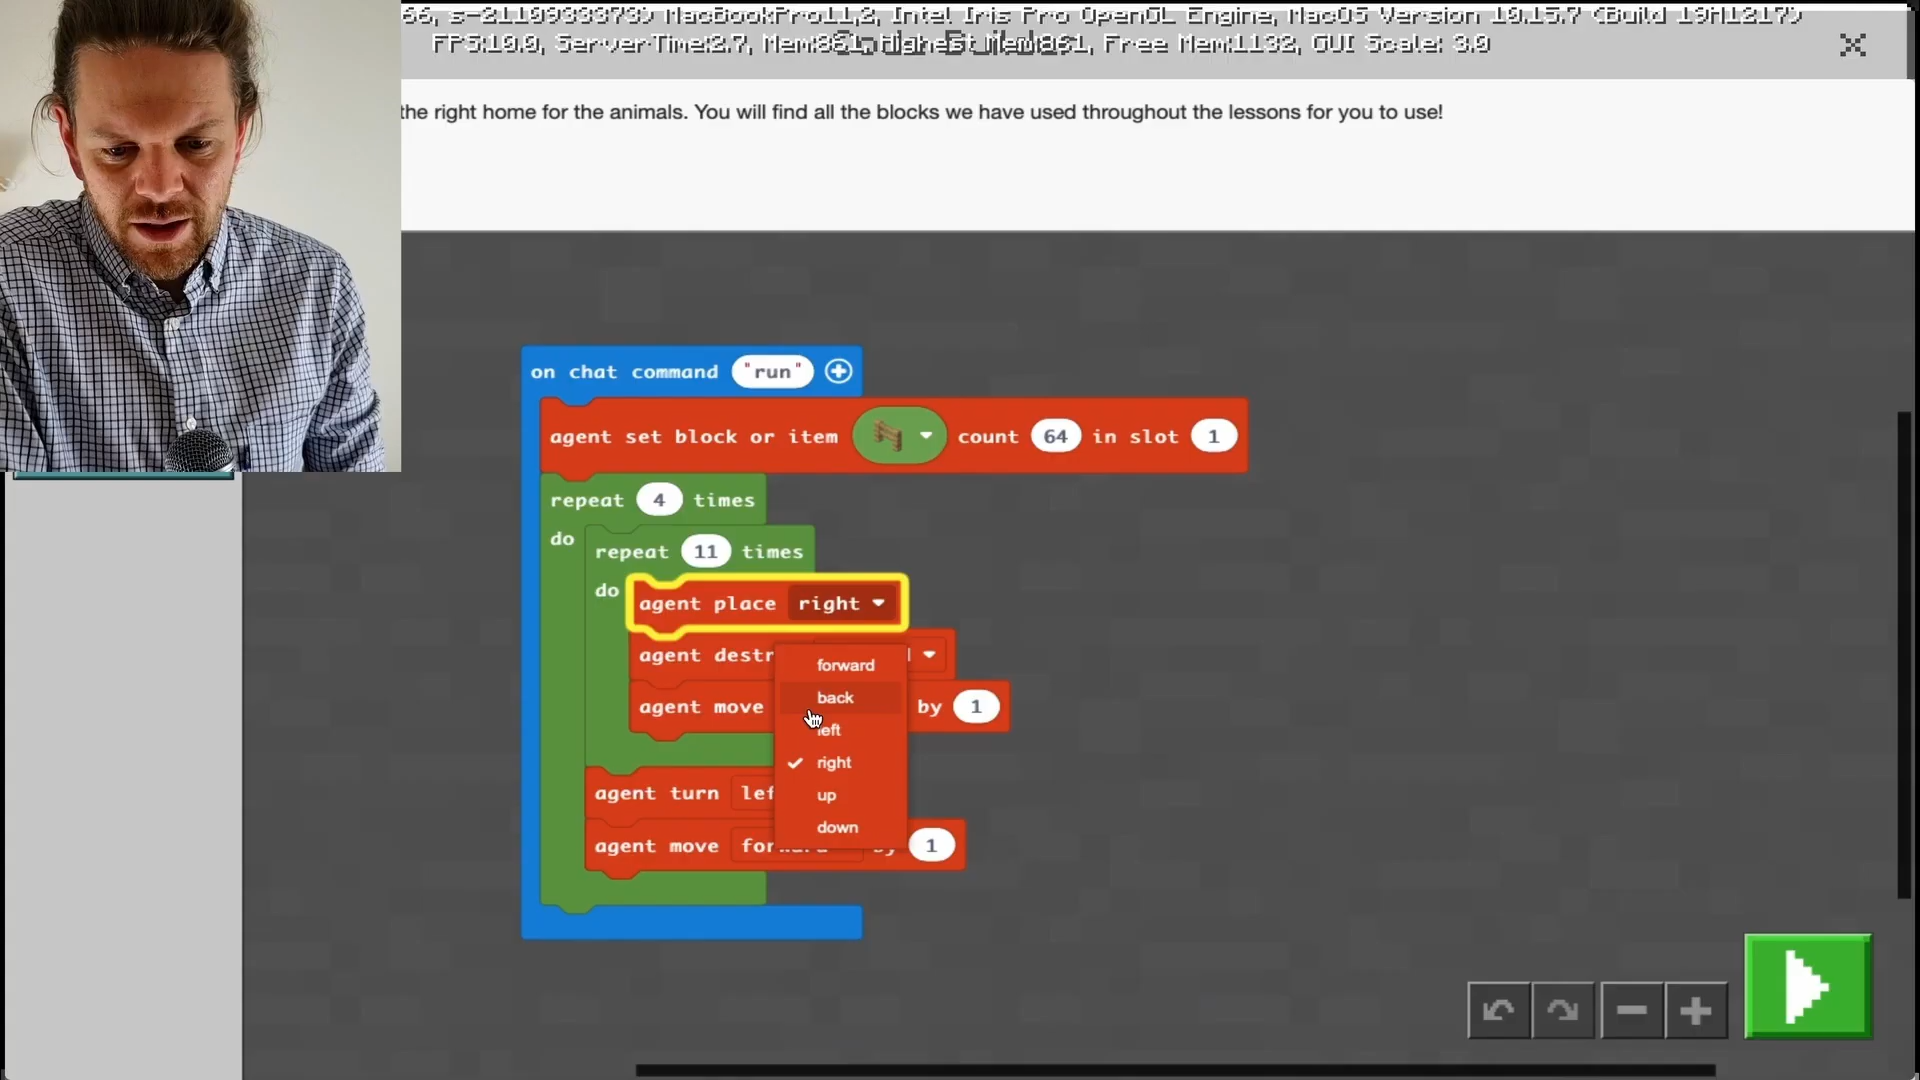 66, s-2110933373) MacBookPro11,2, Intel Iris Pro OpenGL Engine, MacOS Version 10.15.7 (Build 19H1217)
FPS:10.0, ServerTime:2.7, Mem:861, Highest Mem:861, Free Mem:1132, GUI Scale: 3.0
the right home for the animals. You will find all the blocks we have used throughout the lessons for you to use!
on chat command "run"
agent set block or item count 64 in slot 1
repeat 4 times
do
repeat 11 times
do
agent place right
agent destr
agent move by 1
forward
back
left
right
up
down
agent turn lef
agent move for by 1